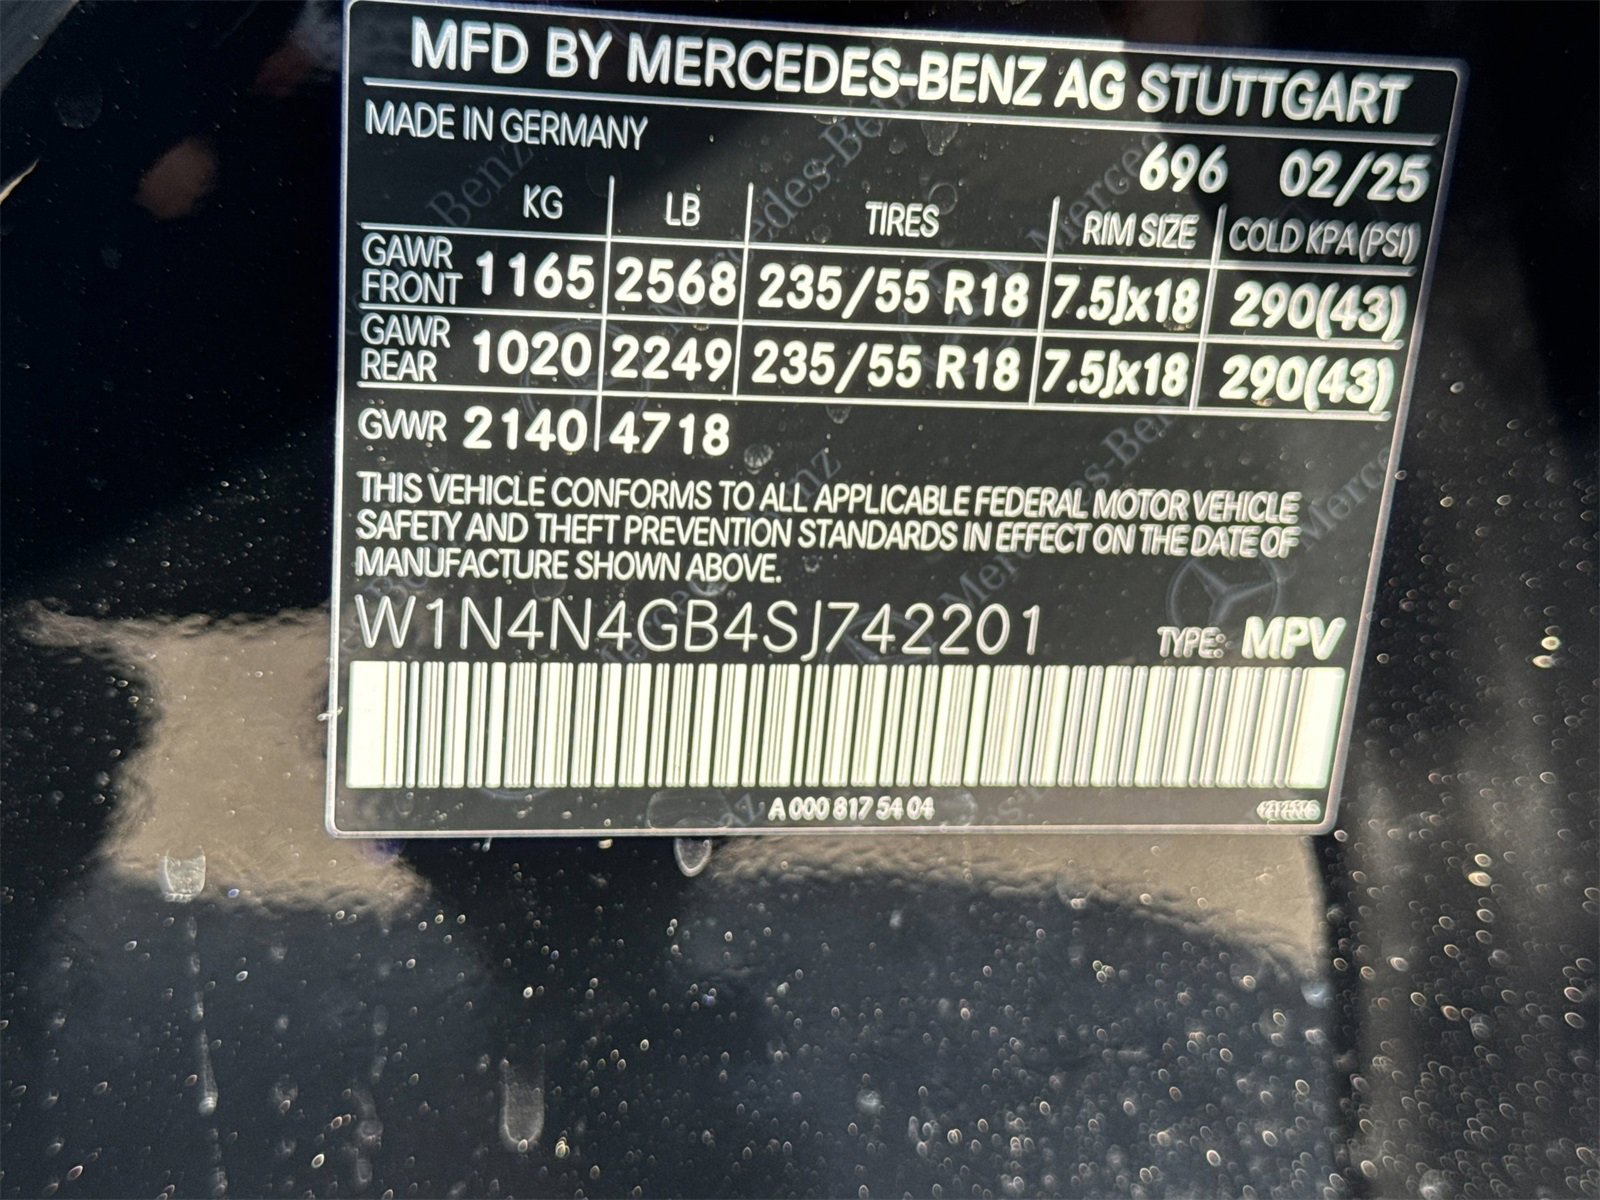 MFD BY MERCEDES-BENZ AG STUTTGART
MADE IN GERMANY
696 02/25
KG LB TIRES RIM SIZE COLD KPA (PSI)
GAWR FRONT 1165 2568 235/55 R18 7.5Jx18 290(43)
GAWR REAR 1020 2249 235/55 R18 7.5Jx18 290(43)
GVWR 2140 4718
THIS VEHICLE CONFORMS TO ALL APPLICABLE FEDERAL MOTOR VEHICLE
SAFETY AND THEFT PREVENTION STANDARDS IN EFFECT ON THE DATE OF
MANUFACTURE SHOWN ABOVE.
W1N4N4GB4SJ742201 TYPE: MPV
A 000 817 54 04